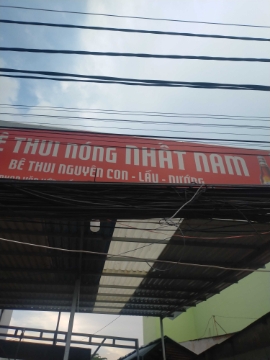 Ê THUI NÓNG NHẤT NAM
BÊ THUI NGUYÊN CON - LẨU - NƯỚNG